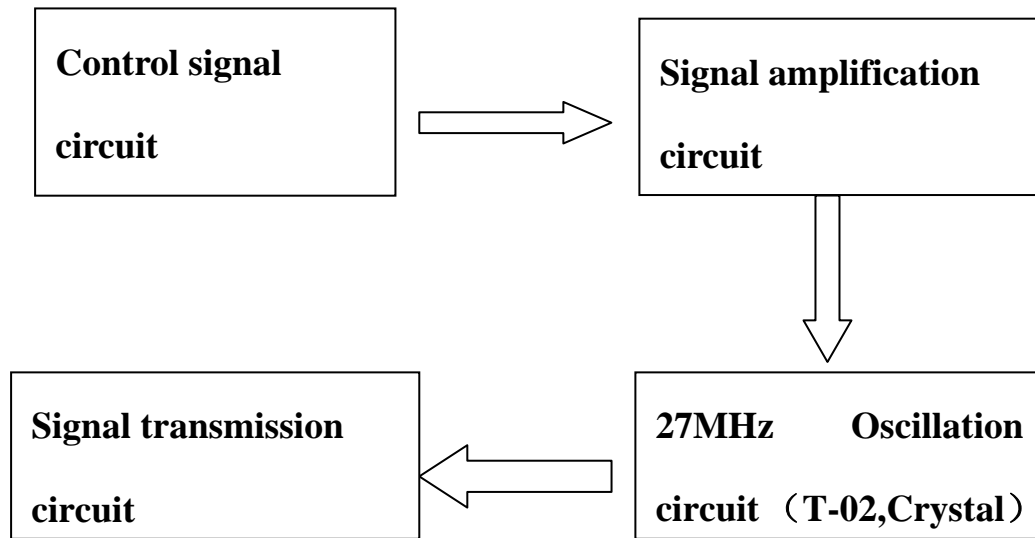 Control signal
circuit
Signal amplification
circuit
Signal transmission
circuit
27MHz Oscillation
circuit（T-02,Crystal）